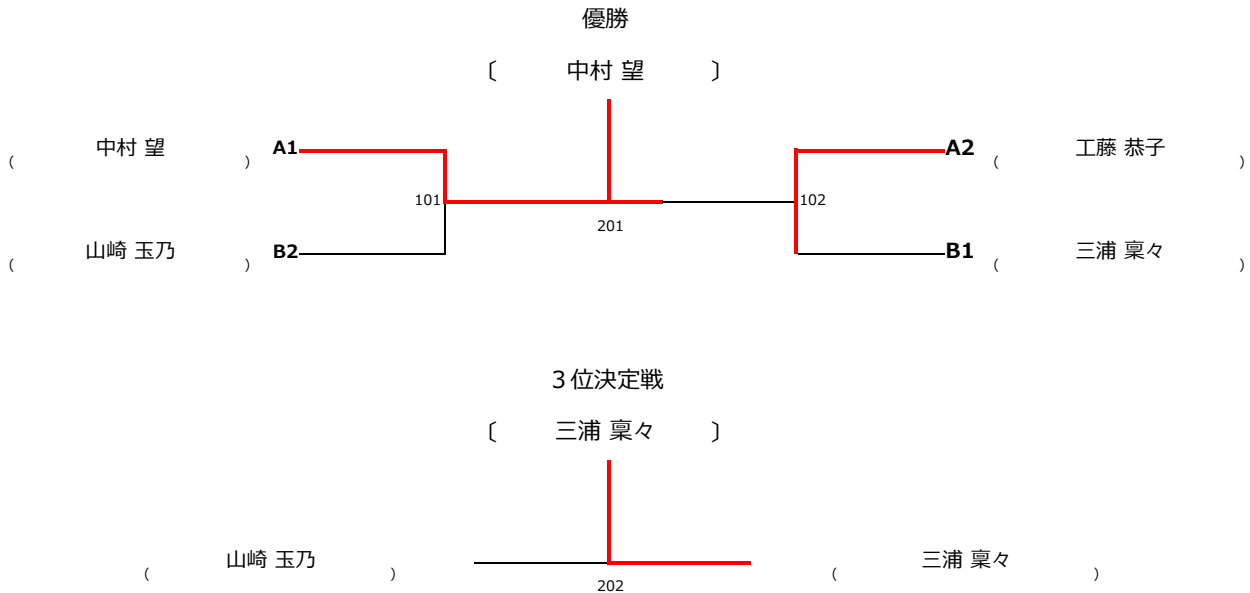 優勝
〔 中村 望 〕
( 中村 望 ) A1
A2 ( 工藤 恭子 )
101
102
201
( 山崎 玉乃 ) B2
B1 ( 三浦 稟々 )
３位決定戦
〔 三浦 稟々 〕
( 山崎 玉乃 )
( 三浦 稟々 )
202